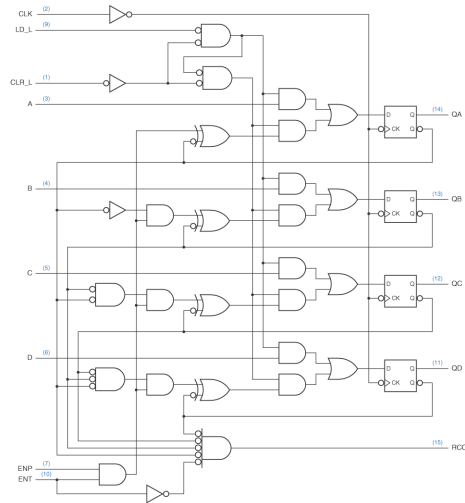 CLK (2)
LD_L (9)
CLR_L (1)
A (3)
D Q (14) QA
CK Q
B (4)
D Q (13) QB
CK Q
C (5)
D Q (12) QC
CK Q
D (6)
D Q (11) QD
CK Q
(15) RCO
ENP (7)
ENT (10)